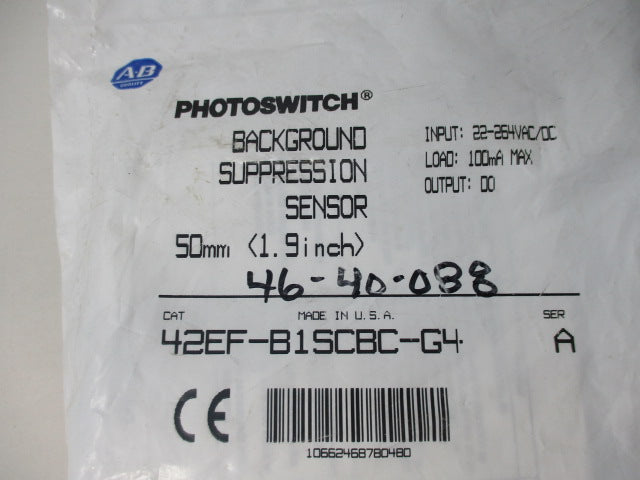 A-B
QUALITY
PHOTOSWITCH®
BACKGROUND
SUPPRESSION
SENSOR
50mm (1.9inch)
INPUT: 22-264VAC/DC
LOAD: 100mA MAX
OUTPUT: DO
46-40-038
CAT MADE IN U.S.A. SER
42EF-B1SCBC-G4 A
CE
10662468780480